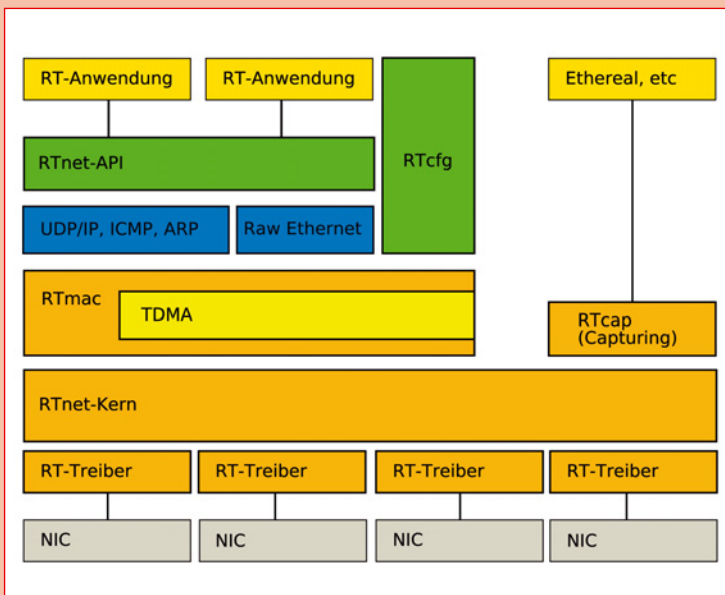 RT-Anwendung
RT-Anwendung
Ethereal, etc
RTnet-API
RTcfg
UDP/IP, ICMP, ARP
Raw Ethernet
RTmac
TDMA
RTcap
(Capturing)
RTnet-Kern
RT-Treiber
RT-Treiber
RT-Treiber
RT-Treiber
NIC
NIC
NIC
NIC